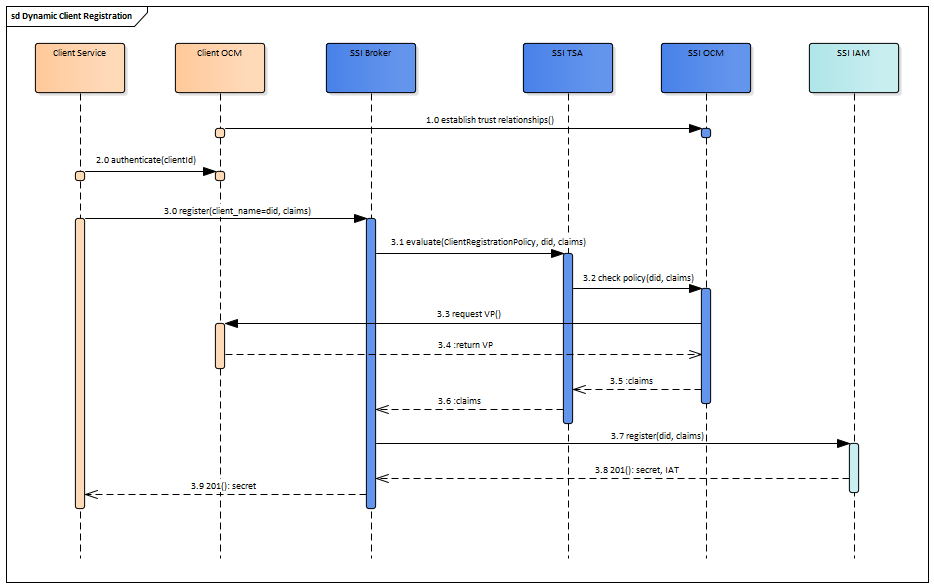 sd Dynamic Client Registration
Client Service
Client OCM
SSI Broker
SSI TSA
SSI OCM
SSI IAM
1.0 establish trust relationships()
2.0 authenticate(clientId)
3.0 register(client_name=did, claims)
3.1 evaluate(ClientRegistrationPolicy, did, claims)
3.2 check policy(did, claims)
3.3 request VP()
3.4 :return VP
3.5 :claims
3.6 :claims
3.7 register(did, claims)
3.8 201(): secret, IAT
3.9 201(): secret